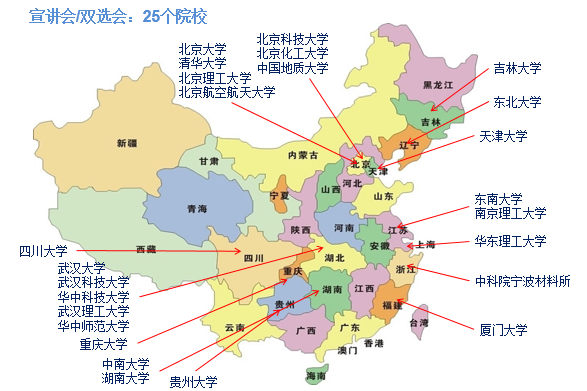 宣讲会/双选会：25个院校
北京大学
清华大学
北京理工大学
北京航空航天大学
北京科技大学
北京化工大学
中国地质大学
吉林大学
东北大学
天津大学
东南大学
南京理工大学
华东理工大学
中科院宁波材料所
厦门大学
四川大学
武汉大学
武汉科技大学
华中科技大学
武汉理工大学
华中师范大学
重庆大学
中南大学
湖南大学
贵州大学
黑龙江
吉林
辽宁
内蒙古
新疆
甘肃
北京
天津
河北
山西
宁夏
山东
青海
陕西
河南
江苏
西藏
四川
湖北
安徽
上海
重庆
浙江
贵州
湖南
江西
福建
云南
广西
广东
台湾
香港
澳门
海南